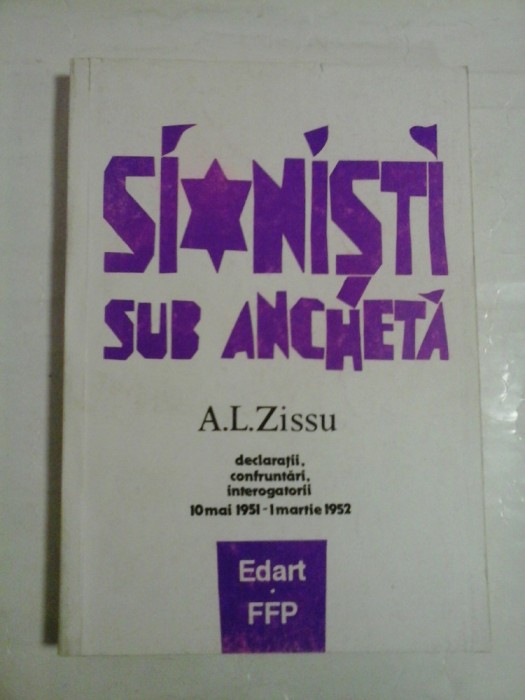 SIONIȘTI
SUB ANCHETĂ
A.L.Zissu
declarații,
confruntări,
interogatorii
10 mai 1951 - 1 martie 1952
Edart
FFP